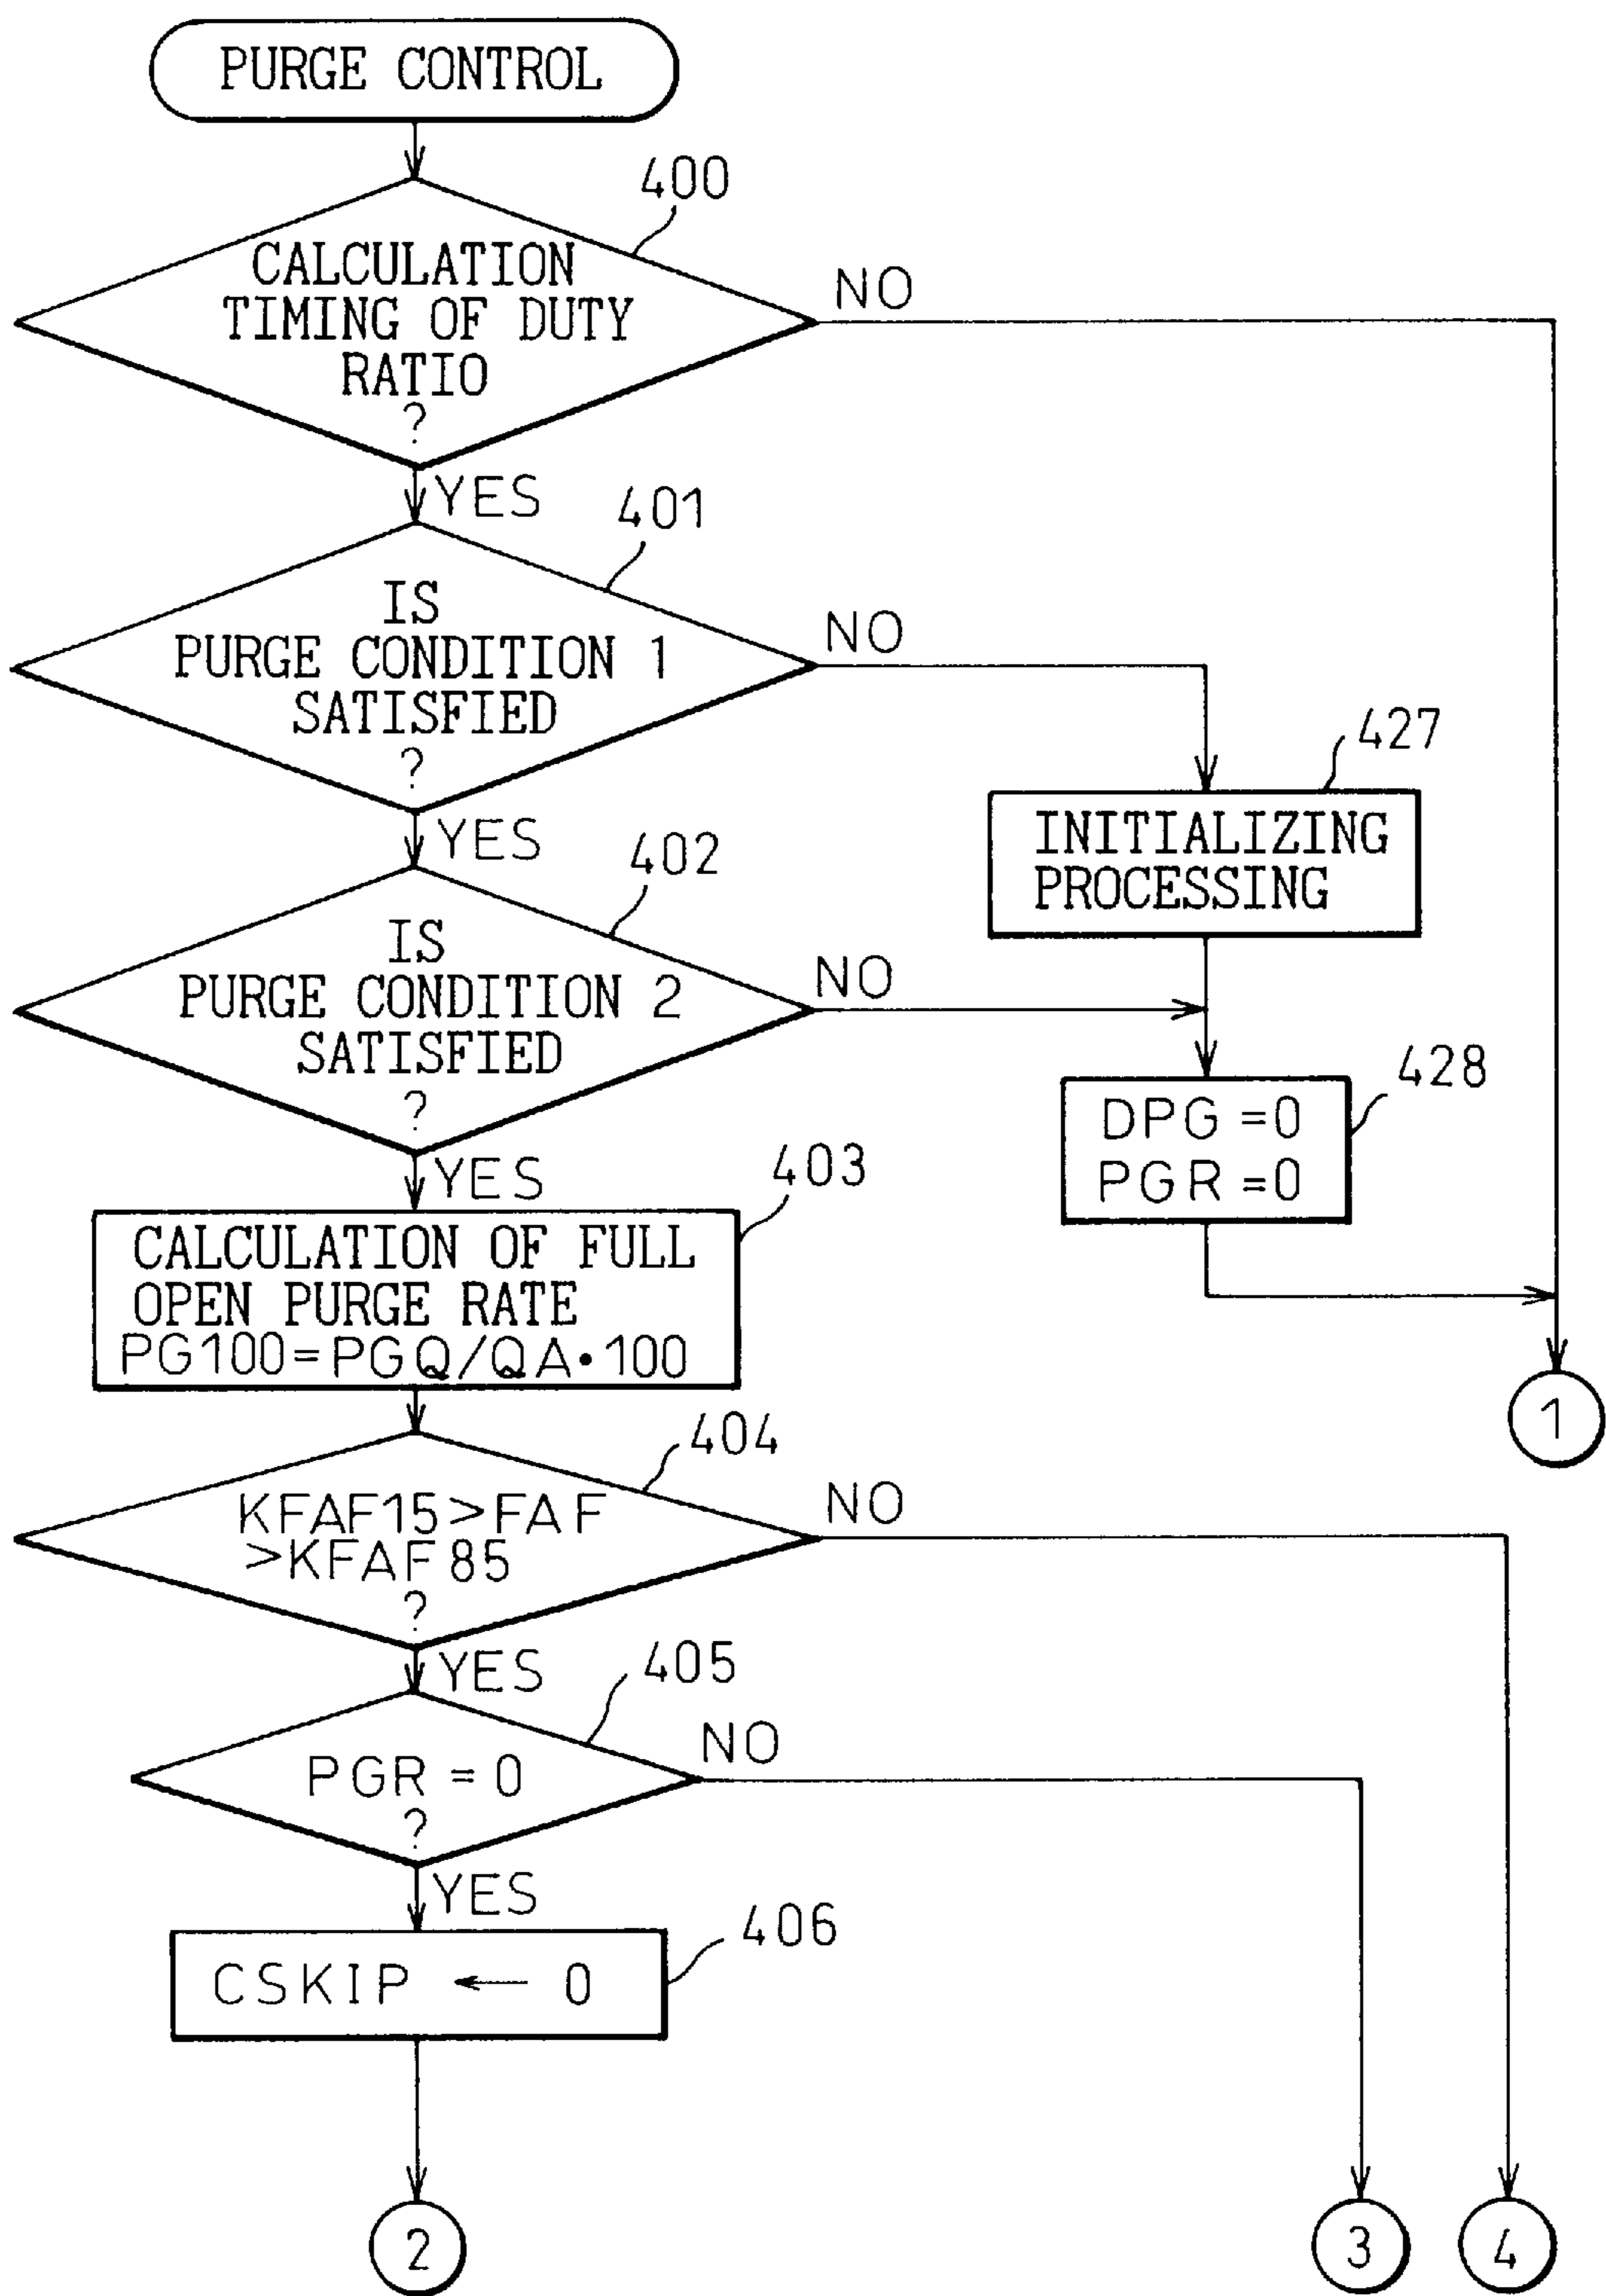 PURGE CONTROL
400
CALCULATION
TIMING OF DUTY
RATIO
?
NO
YES
401
IS
PURGE CONDITION 1
SATISFIED
?
NO
427
INITIALIZING
PROCESSING
YES
402
IS
PURGE CONDITION 2
SATISFIED
?
NO
428
DPG =0
PGR =0
YES
403
CALCULATION OF FULL
OPEN PURGE RATE
PG100=PGQ/QA•100
1
404
KFAF15>FAF
>KFAF85
?
NO
YES
405
PGR = 0
?
NO
YES
406
CSKIP ← 0
2
3
4